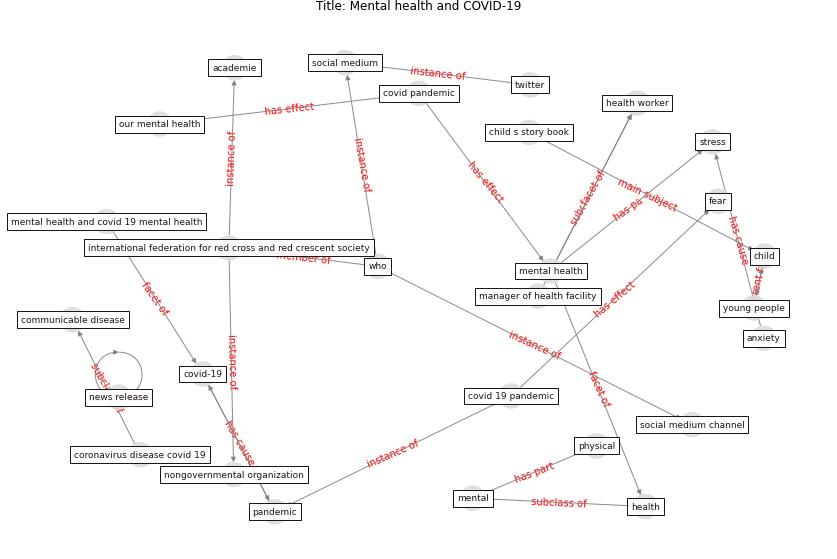 Title: Mental health and COVID-19
academie
social medium
instance of
twitter
covid pandemic
health worker
has effect
our mental health
child s story book
stress
instance of
instance of
has effect
subclass of
main subject
has part
fear
mental health and covid 19 mental health
has cause
international federation for red cross and red crescent society
member of
who
child
mental health
facet of
manager of health facility
has effect
young people
communicable disease
instance of
anxiety
instance of
covid-19
facet of
news release
covid 19 pandemic
has cause
social medium channel
instance of
physical
coronavirus disease covid 19
nongovernmental organization
has part
mental
subclass of
health
pandemic